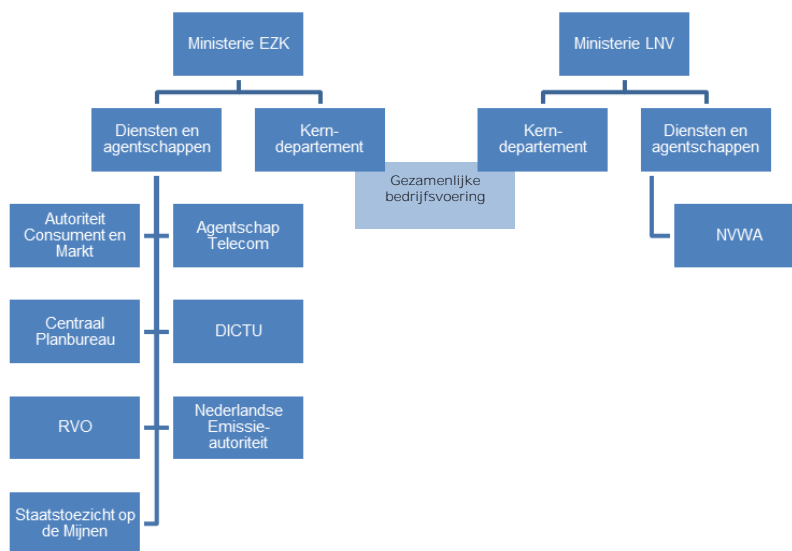 Ministerie EZK
Ministerie LNV
Diensten en
agentschappen
Kern-
departement
Kern-
departement
Diensten en
agentschappen
Gezamenlijke
bedrijfsvoering
Autoriteit
Consument en
Markt
Agentschap
Telecom
NVWA
Centraal
Planbureau
DICTU
RVO
Nederlandse
Emissie-
autoriteit
Staatstoezicht op
de Mijnen